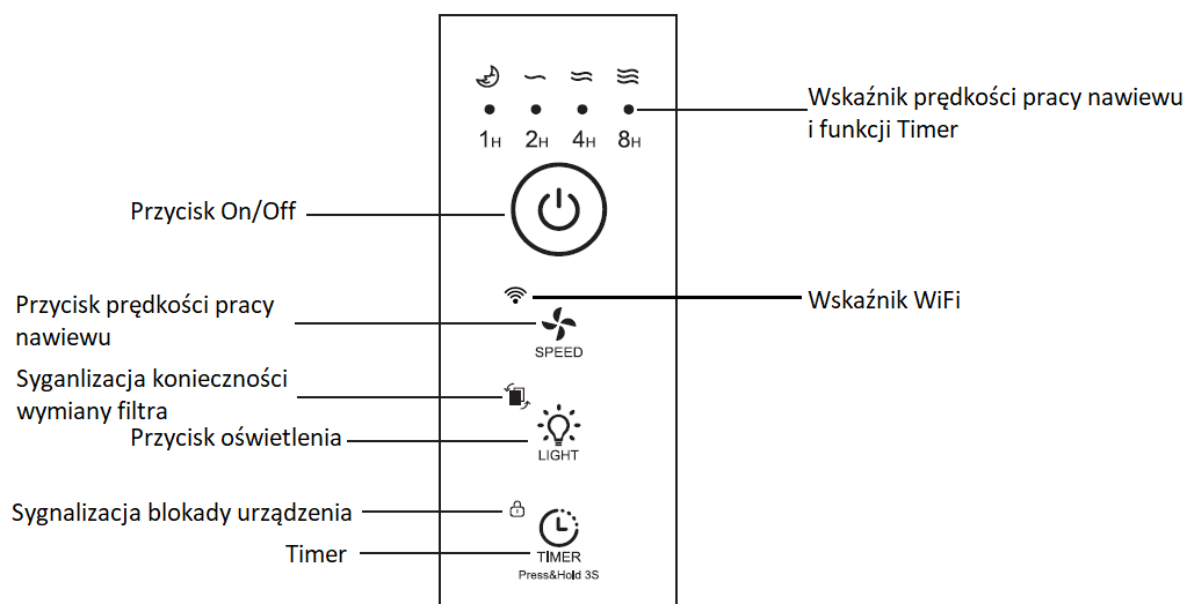 Wskaźnik prędkości pracy nawiewu
i funkcji Timer
1H 2H 4H 8H
Przycisk On/Off
Wskaźnik WiFi
Przycisk prędkości pracy
nawiewu
SPEED
Syganlizacja konieczności
wymiany filtra
Przycisk oświetlenia
LIGHT
Sygnalizacja blokady urządzenia
Timer
TIMER
Press&Hold 3S